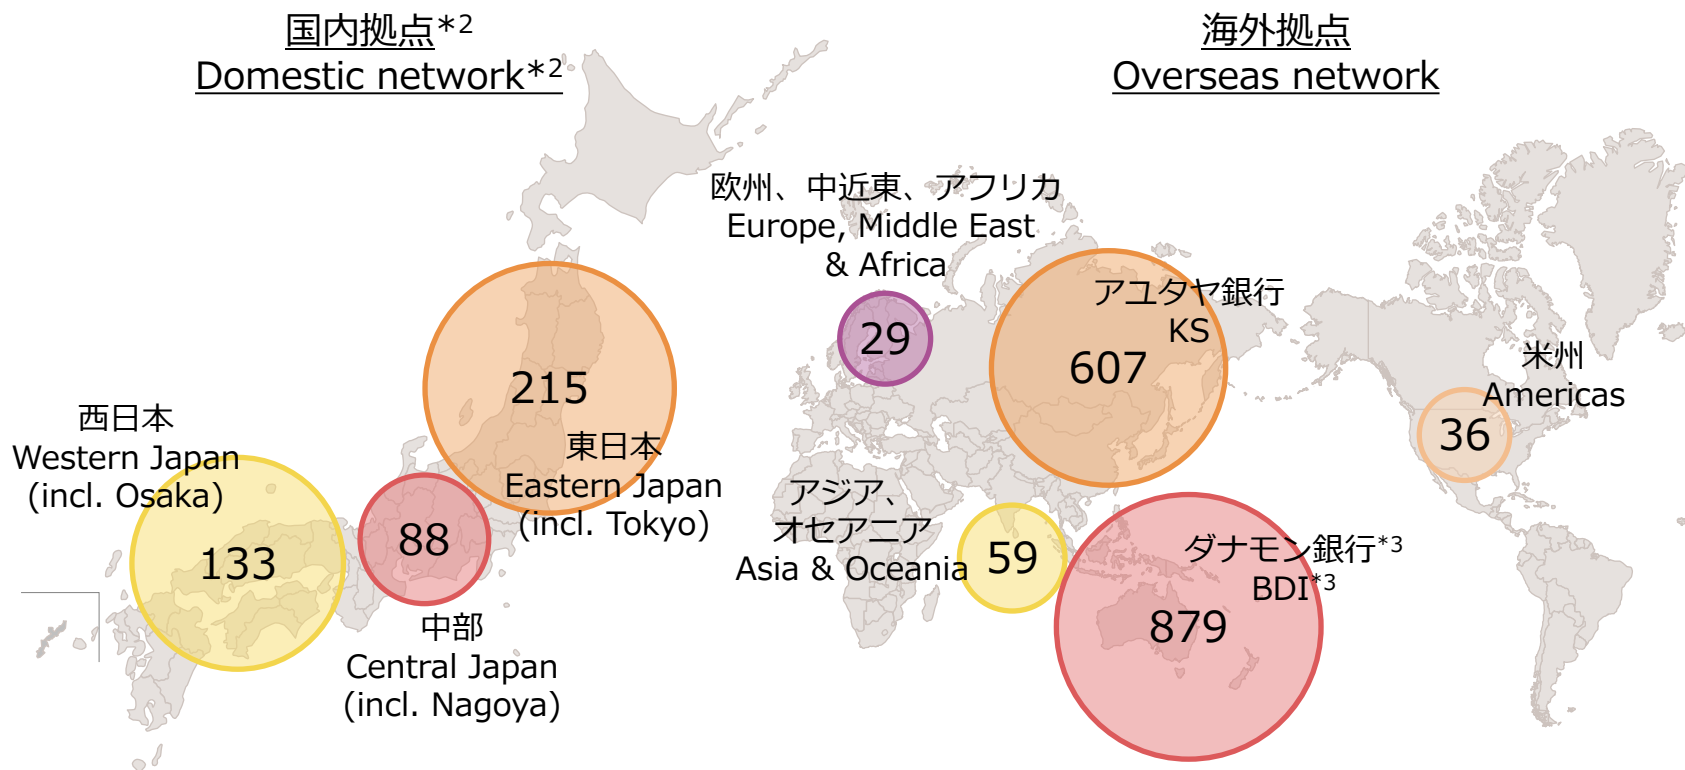 国内拠点*2
Domestic network*2
215
東日本
Eastern Japan
(incl. Tokyo)
西日本
Western Japan
(incl. Osaka)
133
88
中部
Central Japan
(incl. Nagoya)
海外拠点
Overseas network
欧州、中近東、アフリカ
Europe, Middle East
& Africa
29
アユタヤ銀行
KS
607
米州
Americas
36
アジア、
オセアニア
Asia & Oceania
59
ダナモン銀行*3
BDI*3
879